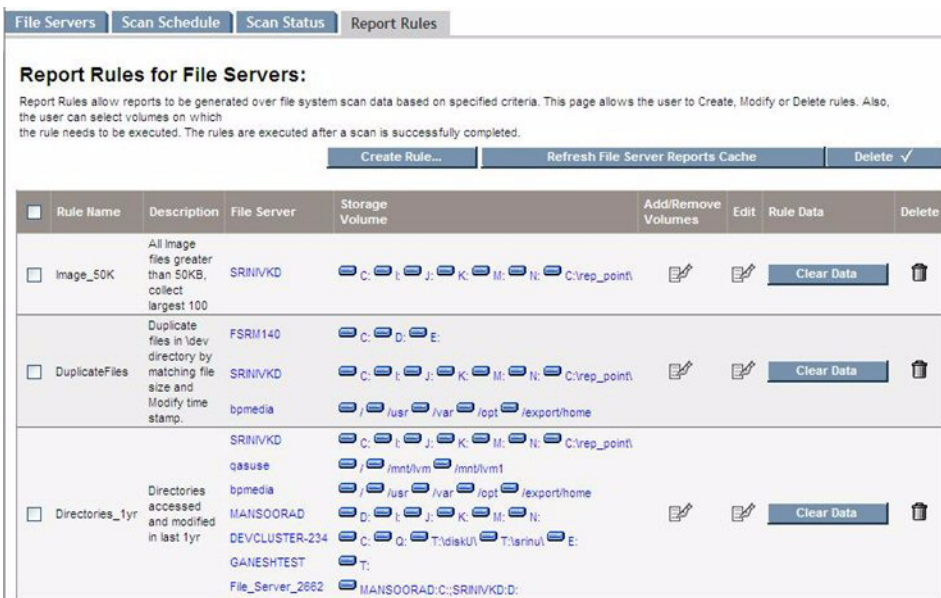 File Servers Scan Schedule Scan Status Report Rules
Report Rules for File Servers:
Report Rules allow reports to be generated over file system scan data based on specified criteria. This page allows the user to Create, Modify or Delete rules. Also,
the user can select volumes on which
the rule needs to be executed. The rules are executed after a scan is successfully completed.
Create Rule... Refresh File Server Reports Cache Delete ✓
Rule Name Description File Server Storage Volume Add/Remove Volumes Edit Rule Data Delete
Image_50K
All Image
files greater
than 50KB,
collect
largest 100
SRINIVKD C: I: J: K: M: N: C:\rep_point\
Clear Data
DuplicateFiles
Duplicate
files in \dev
directory by
matching file
size and
Modify time
stamp.
FSRM140 C: D: E:
SRINIVKD C: I: J: K: M: N: C:\rep_point\
bpmedia / /usr /var /opt /export/home
Clear Data
Directories_1yr
Directories
accessed
and modified
in last 1yr
SRINIVKD C: I: J: K: M: N: C:\rep_point\
qasuse / /mnt/lvm /mnt/lvm1
bpmedia / /usr /var /opt /export/home
MANSOORAD D: I: J: K: M: N:
DEVCLUSTER-234 C: Q: T:\diskU\ T:\srinu\ E:
GANESHTEST T:
File_Server_2662 MANSOORAD:C:;SRINIVKD:D:
Clear Data